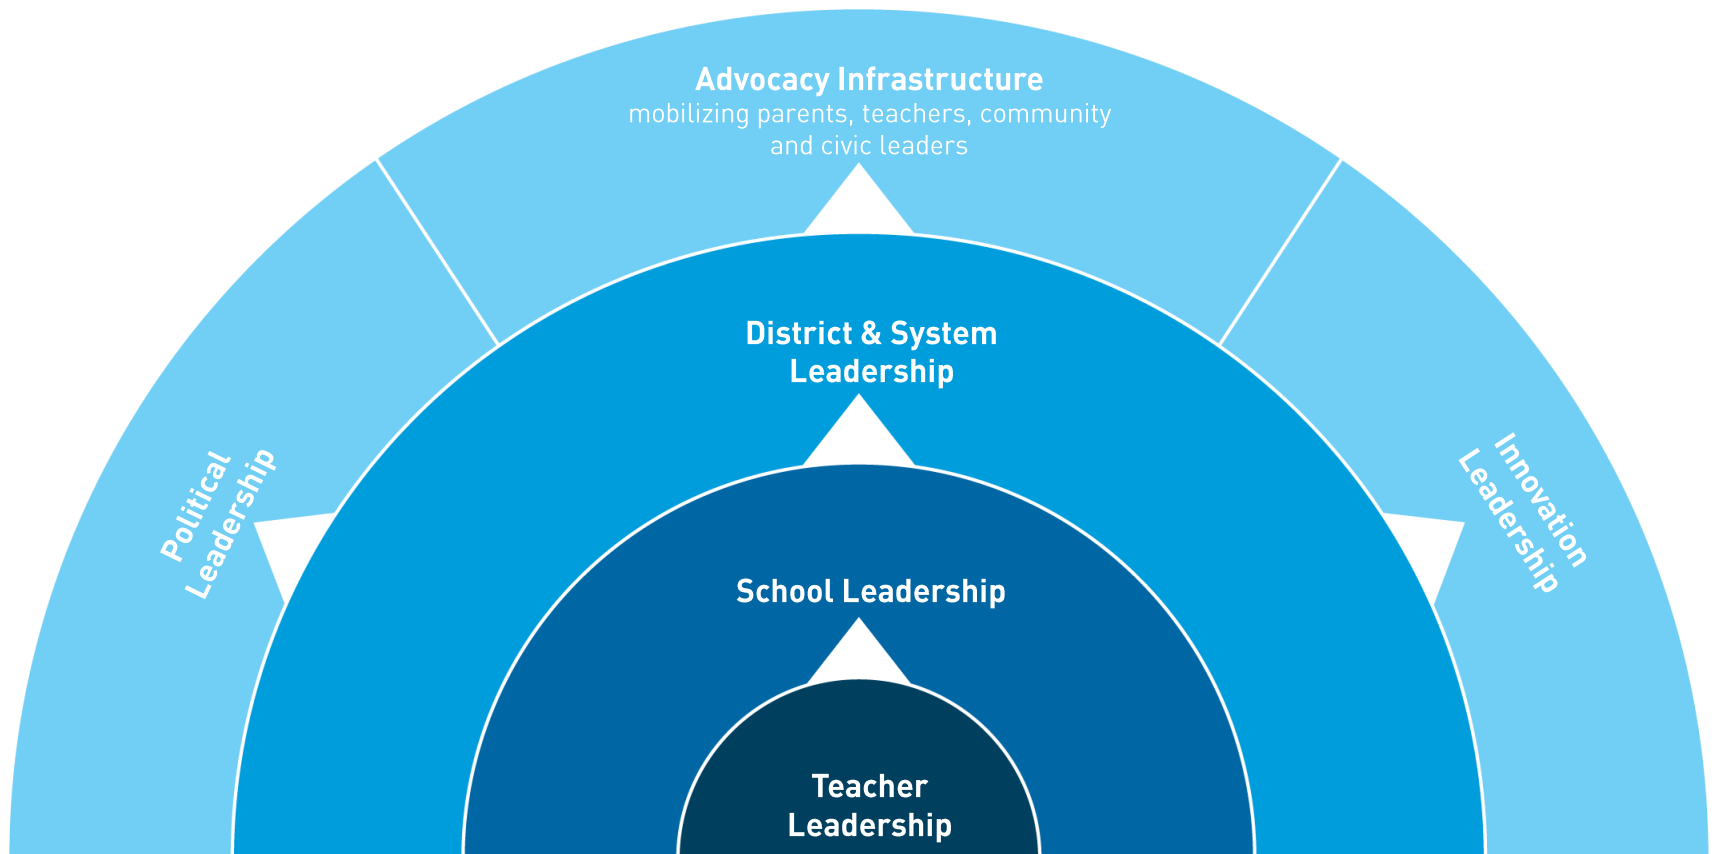 Advocacy Infrastructure
mobilizing parents, teachers, community
and civic leaders
District & System
Leadership
Political
Leadership
Innovation
Leadership
School Leadership
Teacher
Leadership